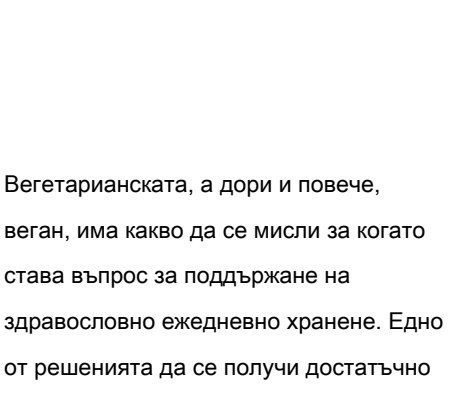 Вегетарианската, а дори и повече,
веган, има какво да се мисли за когато
става въпрос за поддържане на
здравословно ежедневно хранене. Едно
от решенията да се получи достатъчно